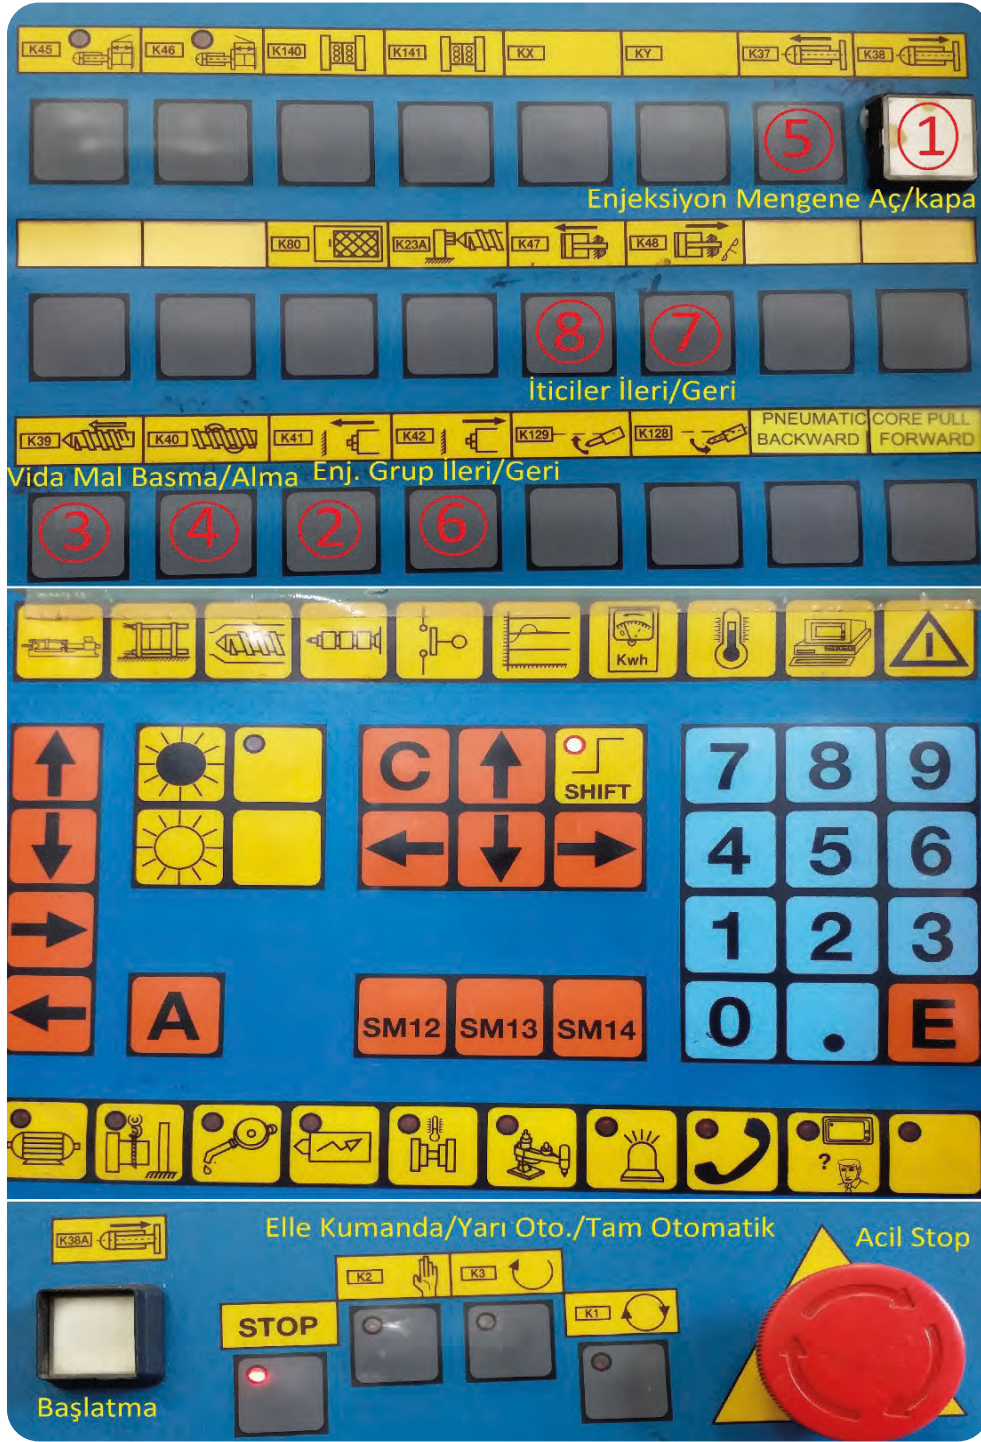 K45 K46 K140 K141 KX KY K37 K38
5 1
Enjeksiyon Mengene Aç/kapa
K80 K23A K47 K48
8 7
İticiler İleri/Geri
K39 K40 K41 K42 K129 K128 PNEUMATIC BACKWARD CORE PULL FORWARD
Vida Mal Basma/Alma Enj. Grup İleri/Geri
3 4 2 6
Kwh
C SHIFT 7 8 9
4 5 6
1 2 3
A SM12 SM13 SM14 0 . E
?
Elle Kumanda/Yarı Oto./Tam Otomatik
K38A Acil Stop
K2 K3
STOP K1
Başlatma